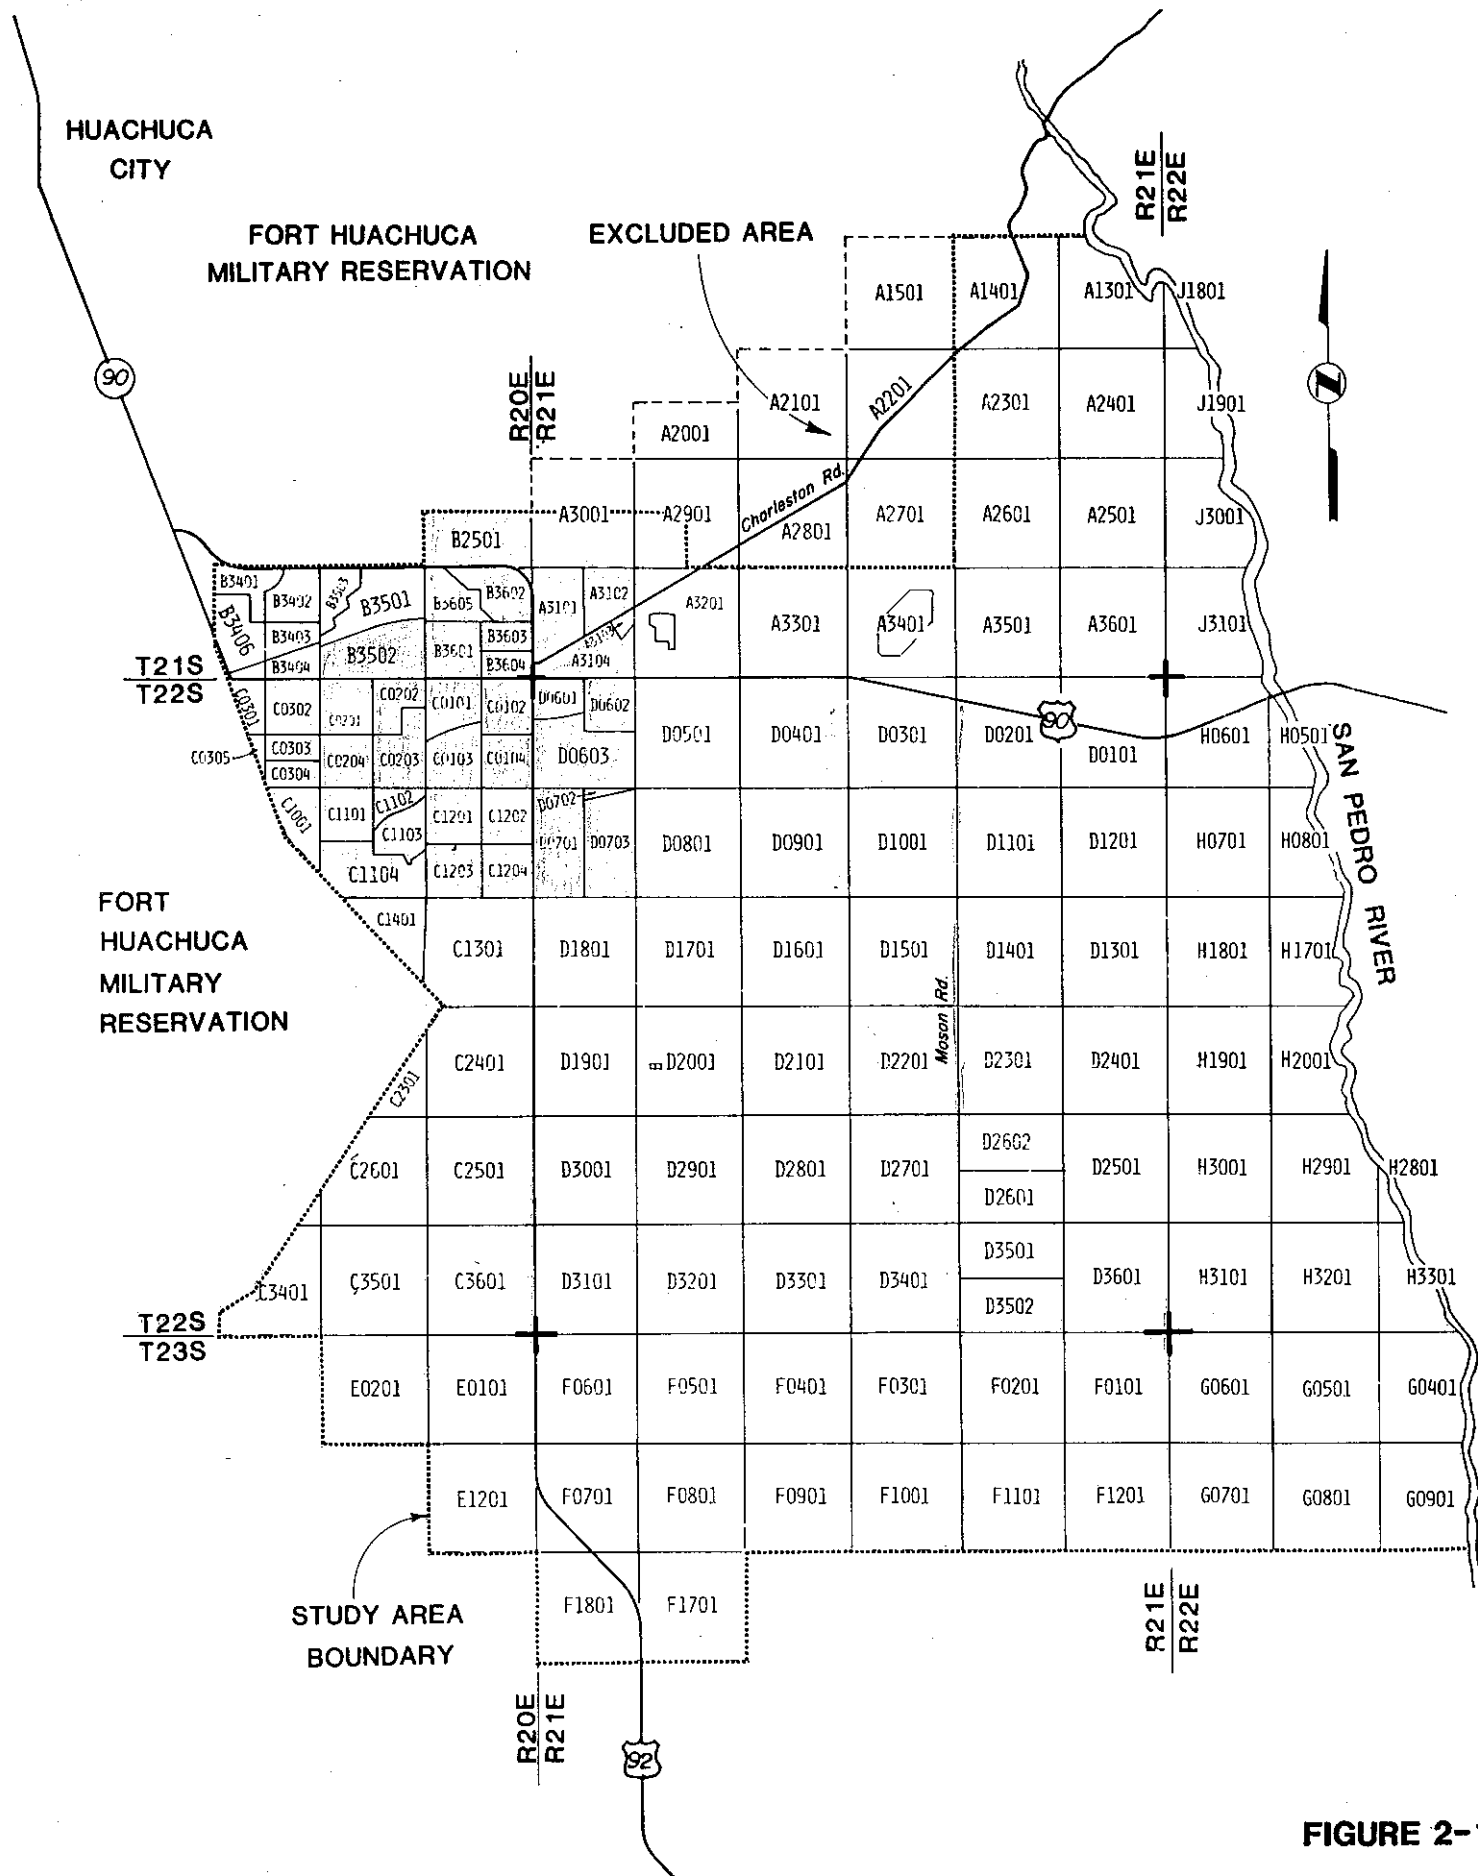 HUACHUCA
CITY
FORT HUACHUCA
MILITARY RESERVATION
EXCLUDED AREA
R21E
R22E
A1501
A1401
A1301
J1801
90
R20E
R21E
A2101
A2201
A2301
A2401
J1901
A2001
Charleston Rd.
B2501
A3001
A2901
A2801
A2701
A2601
A2501
J3001
B3401
B3402
B3503
B3501
B3605
B3602
A3101
A3102
A3201
B3406
B3403
B3404
B3502
B3601
B3603
B3604
A3103
A3104
A3301
A3401
A3501
A3601
J3101
T21S
T22S
C0301
C0302
C0201
C0202
C0101
C0102
D0601
D0602
C0305
C0303
C0304
C0204
C0203
C0103
C0104
D0603
D0501
D0401
D0301
D0201
90
D0101
H0601
H0501
SAN PEDRO RIVER
C1001
C1101
C1102
C1103
C1104
C1201
C1202
C1203
C1204
D0702
D0701
D0703
D0801
D0901
D1001
D1101
D1201
H0701
H0801
FORT
HUACHUCA
MILITARY
RESERVATION
C1401
C1301
D1801
D1701
D1601
D1501
D1401
D1301
H1801
H1701
Moson Rd.
C2301
C2401
D1901
D2001
D2101
D2201
D2301
D2401
H1901
H2001
C2601
C2501
D3001
D2901
D2801
D2701
D2602
D2601
D2501
H3001
H2901
H2801
C3401
C3501
C3601
D3101
D3201
D3301
D3401
D3501
D3502
D3601
H3101
H3201
H3301
T22S
T23S
E0201
E0101
F0601
F0501
F0401
F0301
F0201
F0101
G0601
G0501
G0401
E1201
F0701
F0801
F0901
F1001
F1101
F1201
G0701
G0801
G0901
STUDY AREA
BOUNDARY
F1801
F1701
R21E
R22E
R20E
R21E
92
FIGURE 2-